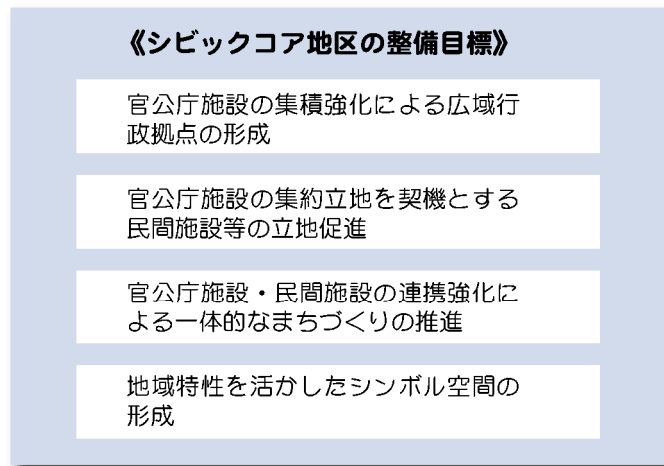 《シビックコア地区の整備目標》
官公庁施設の集積強化による広域行
政拠点の形成
官公庁施設の集約立地を契機とする
民間施設等の立地促進
官公庁施設・民間施設の連携強化に
よる一体的なまちづくりの推進
地域特性を活かしたシンボル空間の
形成